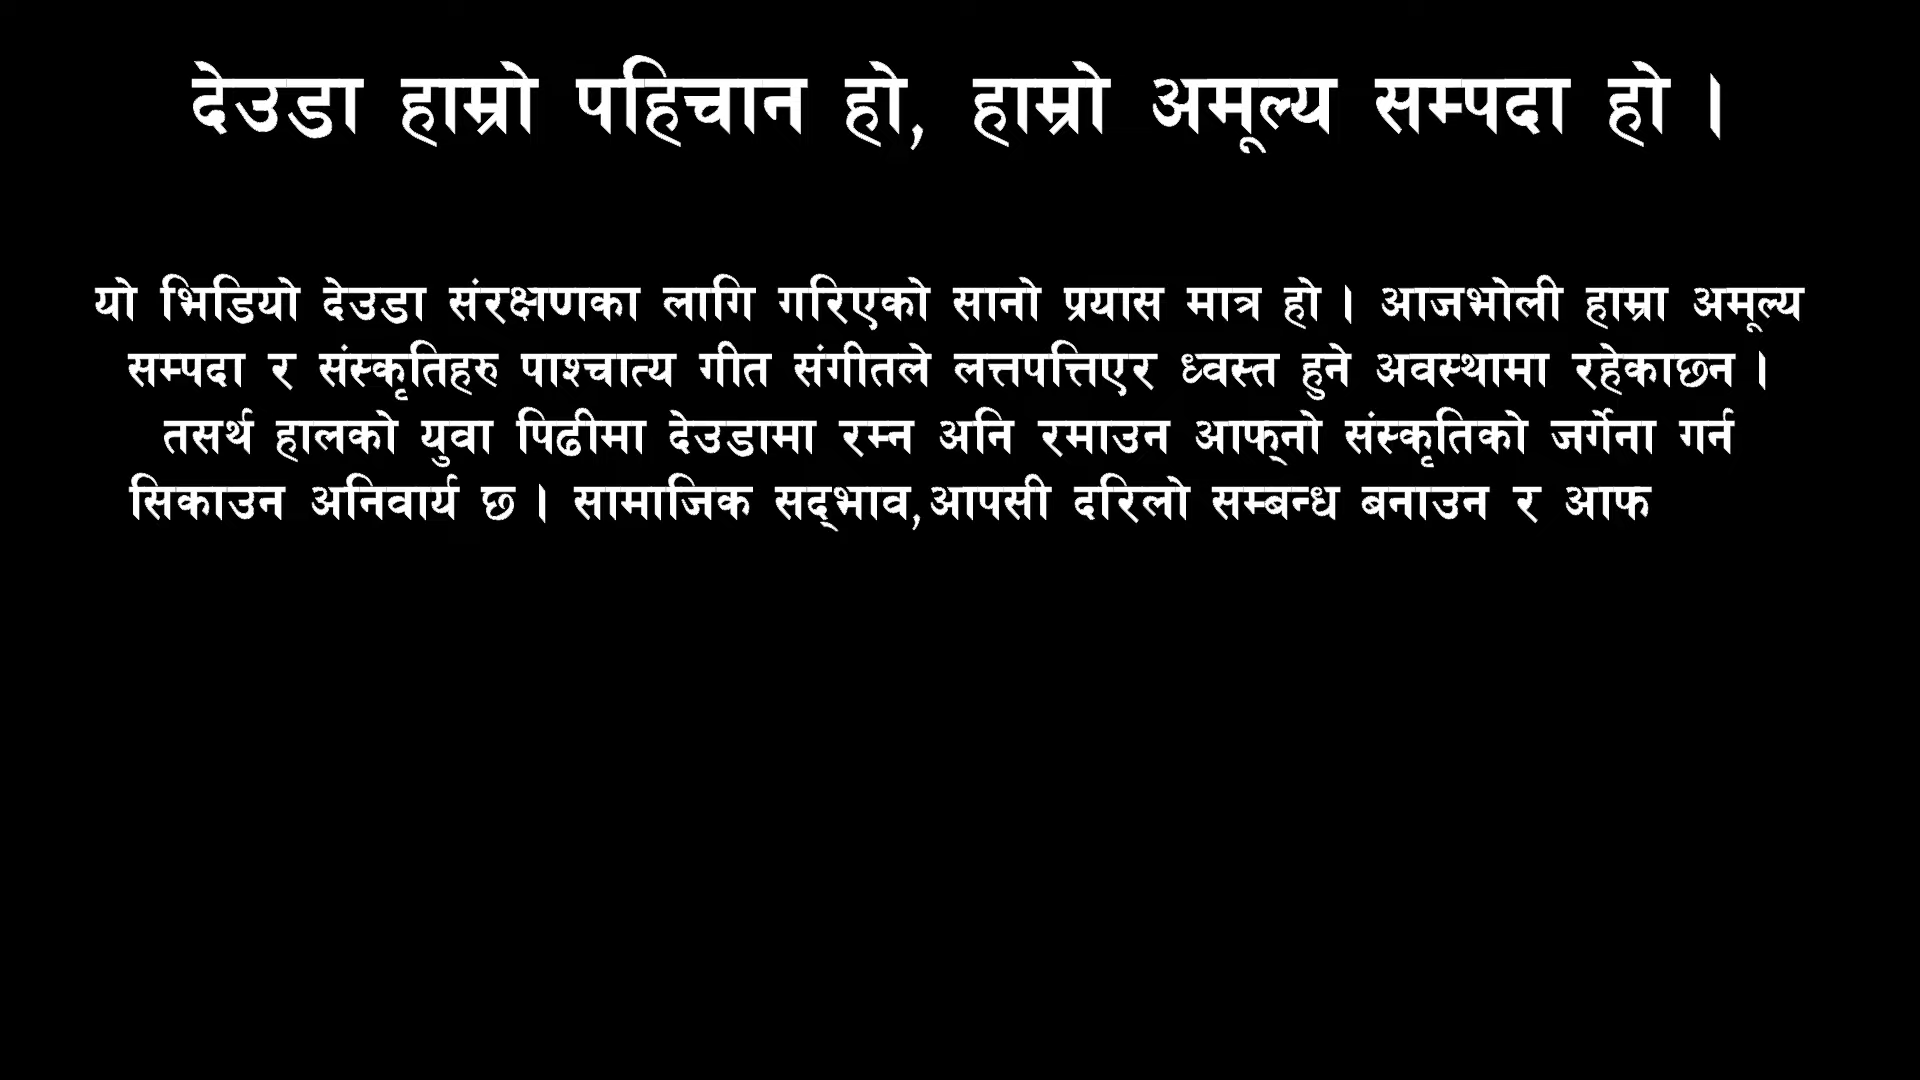 देउडा हाम्रो पहिचान हो, हाम्रो अमूल्य सम्पदा हो ।
यो भिडियो देउडा संरक्षणका लागि गरिएको सानो प्रयास मात्र हो । आजभोली हाम्रा अमूल्य
सम्पदा र संस्कृतिहरु पाश्चात्य गीत संगीतले लत्तपत्तिएर ध्वस्त हुने अवस्थामा रहेकाछन ।
तसर्थ हालको युवा पिढीमा देउडामा रम्न अनि रमाउन आफ्‌नो संस्कृतिको जर्गेना गर्न
सिकाउन अनिवार्य छ । सामाजिक सद्‌भाव,आपसी दरिलो सम्बन्ध बनाउन र आफ